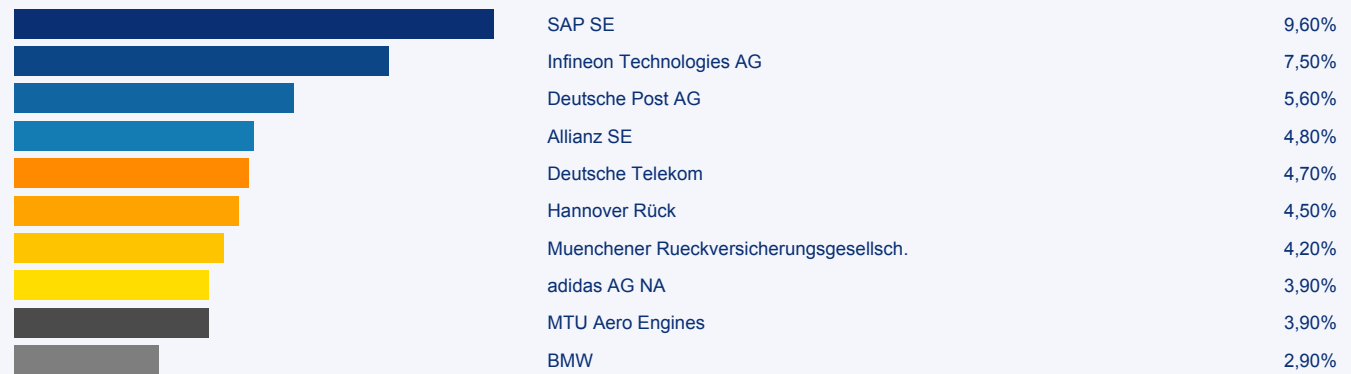 SAP SE 9,60%
Infineon Technologies AG 7,50%
Deutsche Post AG 5,60%
Allianz SE 4,80%
Deutsche Telekom 4,70%
Hannover Rück 4,50%
Muenchener Rueckversicherungsgesellsch. 4,20%
adidas AG NA 3,90%
MTU Aero Engines 3,90%
BMW 2,90%